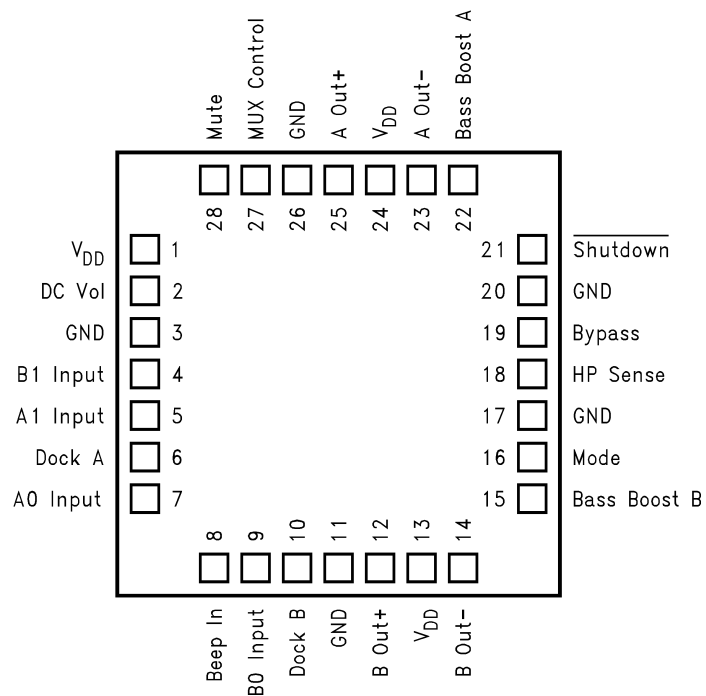 Mute
MUX Control
GND
A Out+
VDD
A Out-
Bass Boost A
28
27
26
25
24
23
22
VDD 1
DC Vol 2
GND 3
B1 Input 4
A1 Input 5
Dock A 6
A0 Input 7
21 Shutdown
20 GND
19 Bypass
18 HP Sense
17 GND
16 Mode
15 Bass Boost B
8
9
10
11
12
13
14
Beep In
B0 Input
Dock B
GND
B Out+
VDD
B Out-